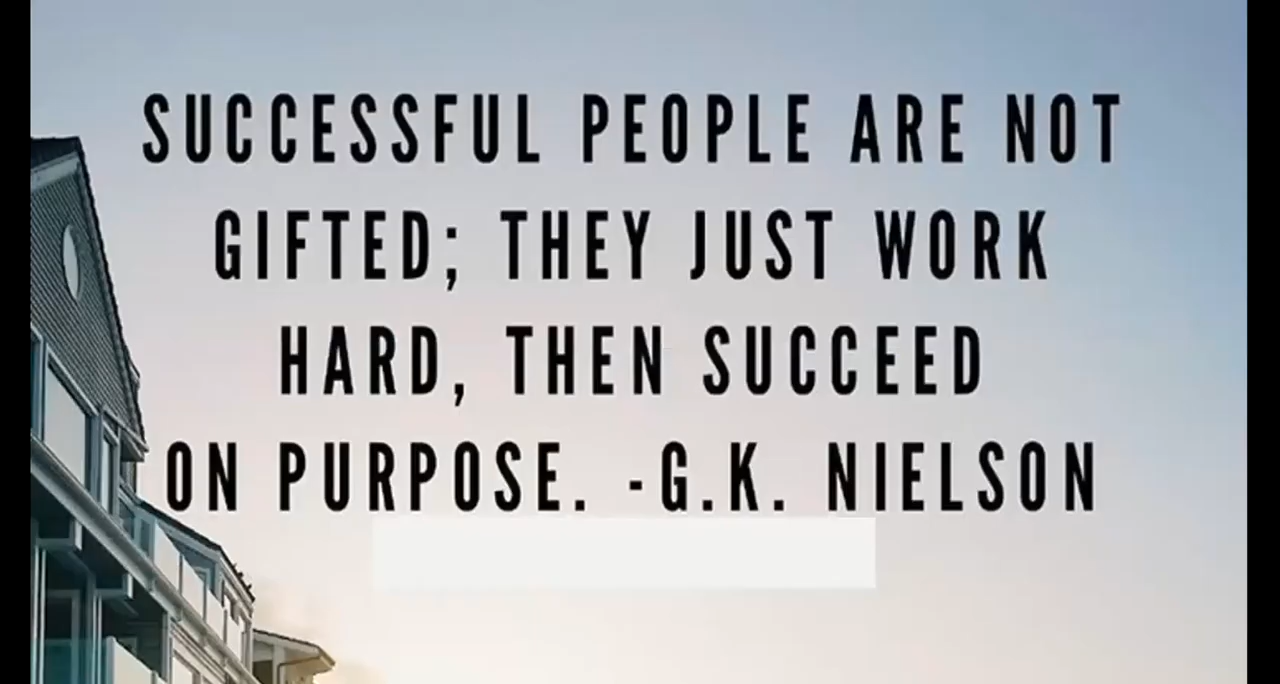 SUCCESSFUL PEOPLE ARE NOT
GIFTED; THEY JUST WORK
HARD, THEN SUCCEED
ON PURPOSE. -G.K. NIELSON